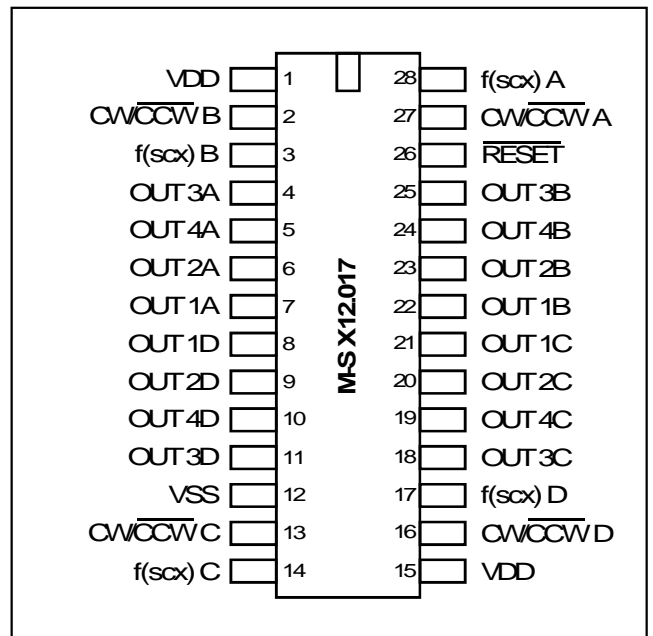 VDD 1 28 f(scx) A
CW/CCW B 2 27 CW/CCW A
f(scx) B 3 26 RESET
OUT3A 4 25 OUT3B
OUT4A 5 24 OUT4B
OUT2A 6 23 OUT2B
OUT1A 7 22 OUT1B
OUT1D 8 21 OUT1C
OUT2D 9 20 OUT2C
OUT4D 10 19 OUT4C
OUT3D 11 18 OUT3C
VSS 12 17 f(scx) D
CW/CCW C 13 16 CW/CCW D
f(scx) C 14 15 VDD
M-S X12.017